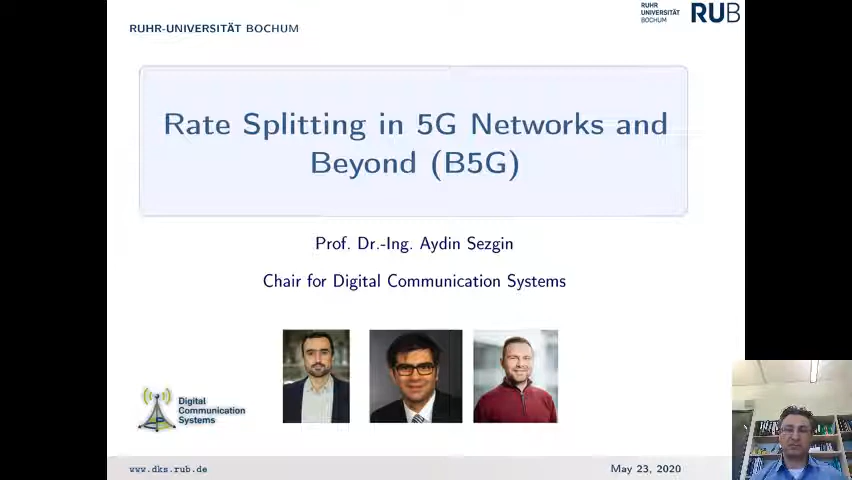 RUHR-UNIVERSITÄT BOCHUM
RUHR
UNIVERSITÄT
BOCHUM
RUB
Rate Splitting in 5G Networks and
Beyond (B5G)
Prof. Dr.-Ing. Aydin Sezgin
Chair for Digital Communication Systems
Digital
Communication
Systems
www.dks.rub.de
May 23, 2020